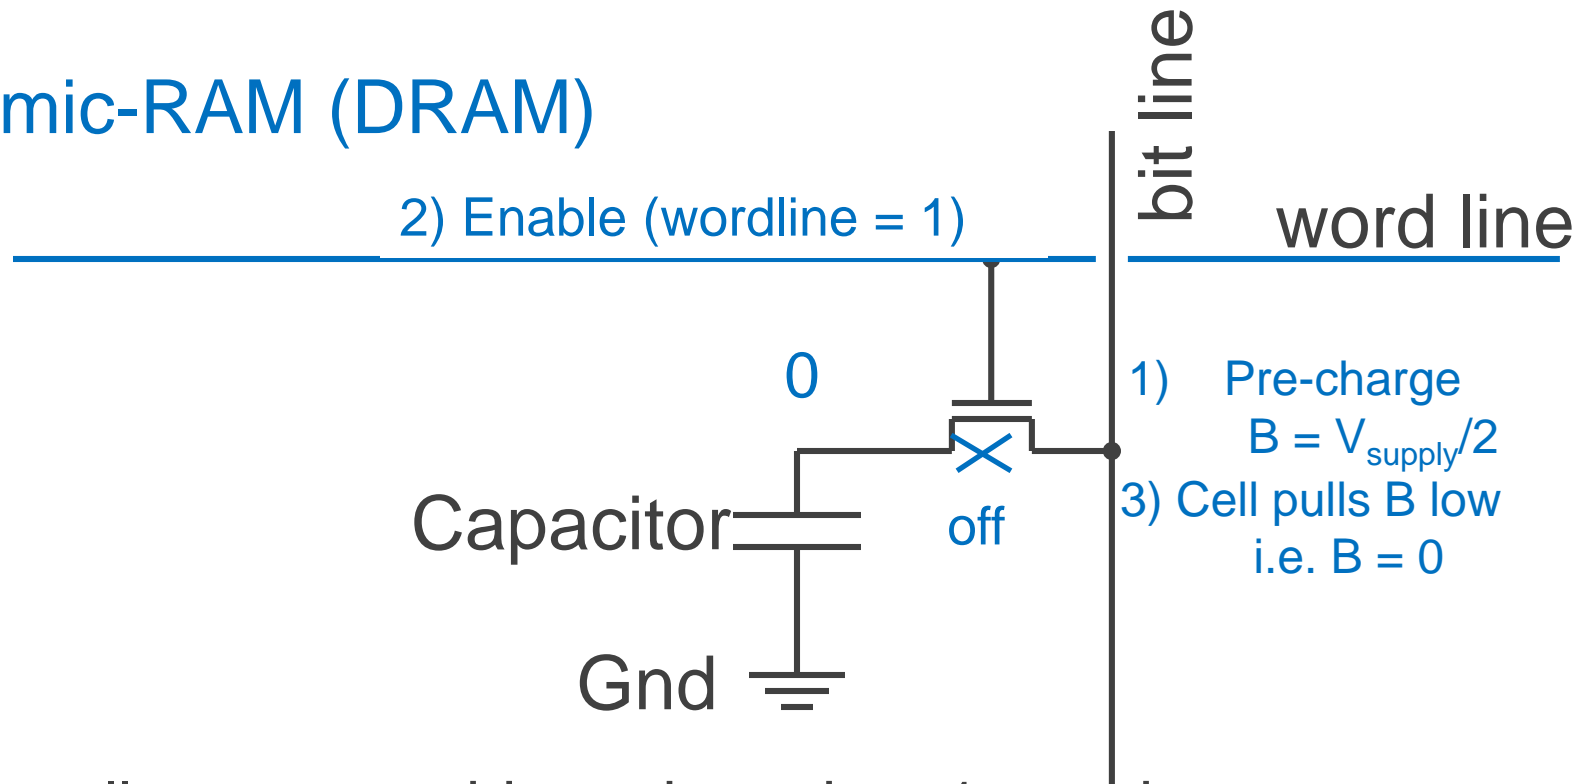 mic-RAM (DRAM)
bit line
2) Enable (wordline = 1)
word line
0
1) Pre-charge
B = Vsupply/2
3) Cell pulls B low
i.e. B = 0
Capacitor
off
Gnd